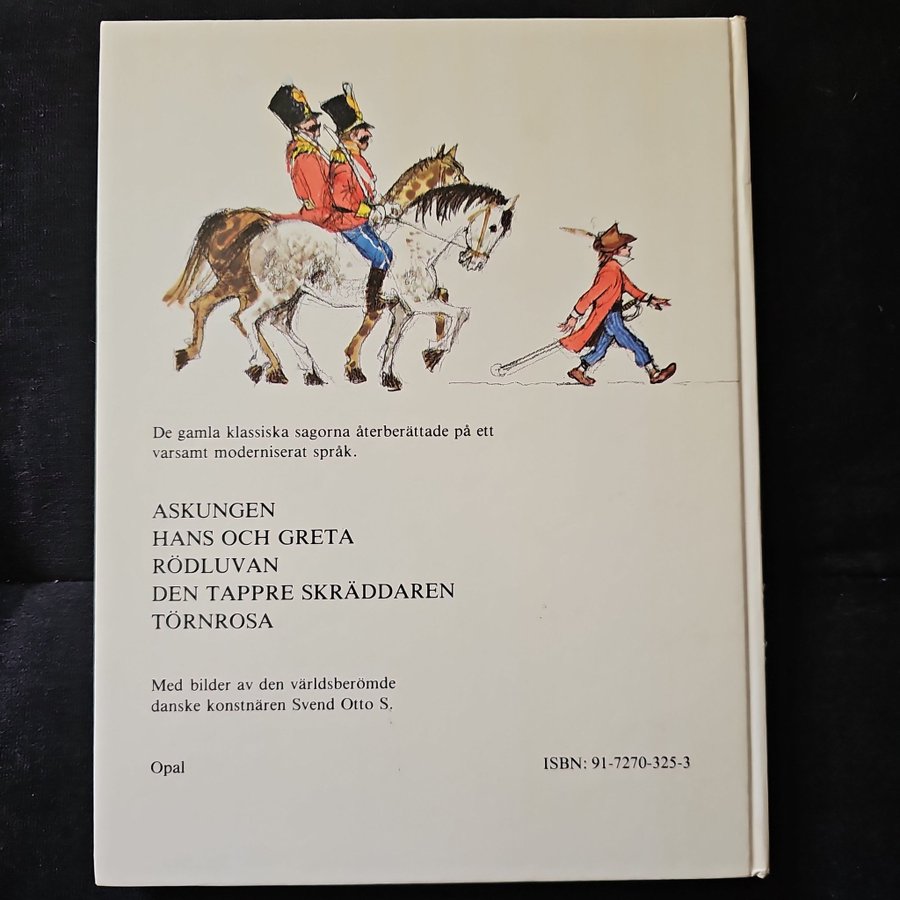 De gamla klassiska sagorna återberättade på ett
varsamt moderniserat språk.
ASKUNGEN
HANS OCH GRETA
RÖDLUVAN
DEN TAPPRE SKRÄDDAREN
TÖRNROSA
Med bilder av den världsberömde
danske konstnären Svend Otto S.
Opal
ISBN: 91-7270-325-3